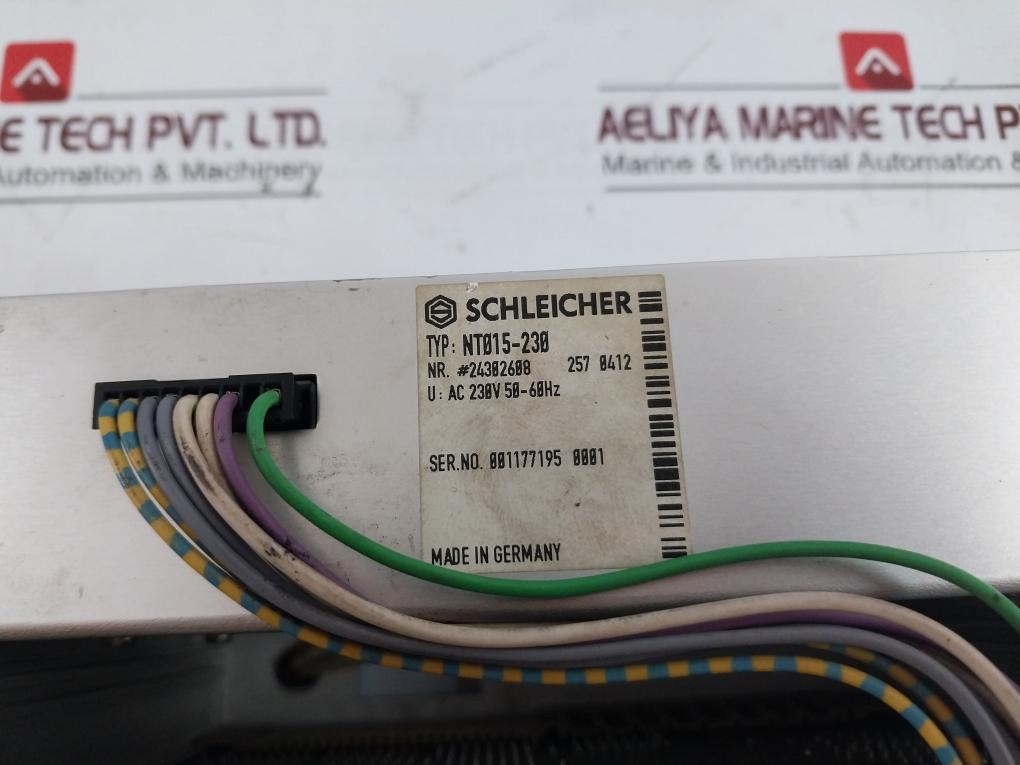 E TECH PVT. LTD.
Automation & Machinery
AELIYA MARINE TECH P
Marine & Industrial Automation &
SCHLEICHER
TYP: NT015-230
NR. #24302608 257 0412
U: AC 230V 50-60Hz
SER.NO. 001177195 0001
MADE IN GERMANY